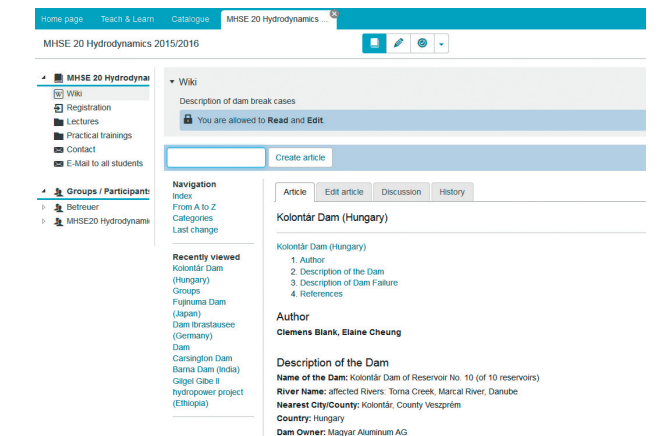 Home page Teach & Learn Catalogue MHSE 20 Hydrodynamics ...
MHSE 20 Hydrodynamics 2015/2016
MHSE 20 Hydrodynar
Wiki
Registration
Lectures
Practical trainings
Contact
E-Mail to all students
Groups / Participants
Betreuer
MHSE20 Hydrodynamic
Wiki
Description of dam break cases
You are allowed to Read and Edit.
Create article
Navigation
Index
From A to Z
Categories
Last change
Recently viewed
Kolontár Dam
(Hungary)
Groups
Fujinuma Dam
(Japan)
Dam Ibrastausee
(Germany)
Dam
Carsington Dam
Barna Dam (India)
Gilgel Gibe II
hydropower project
(Ethiopia)
Article Edit article Discussion History
Kolontár Dam (Hungary)
Kolontár Dam (Hungary)
1. Author
2. Description of the Dam
3. Description of Dam Failure
4. References
Author
Clemens Blank, Elaine Cheung
Description of the Dam
Name of the Dam: Kolontár Dam of Reservoir No. 10 (of 10 reservoirs)
River Name: affected Rivers: Torna Creek, Marcal River, Danube
Nearest City/County: Kolontár, County Veszprém
Country: Hungary
Dam Owner: Magyar Aluminum AG